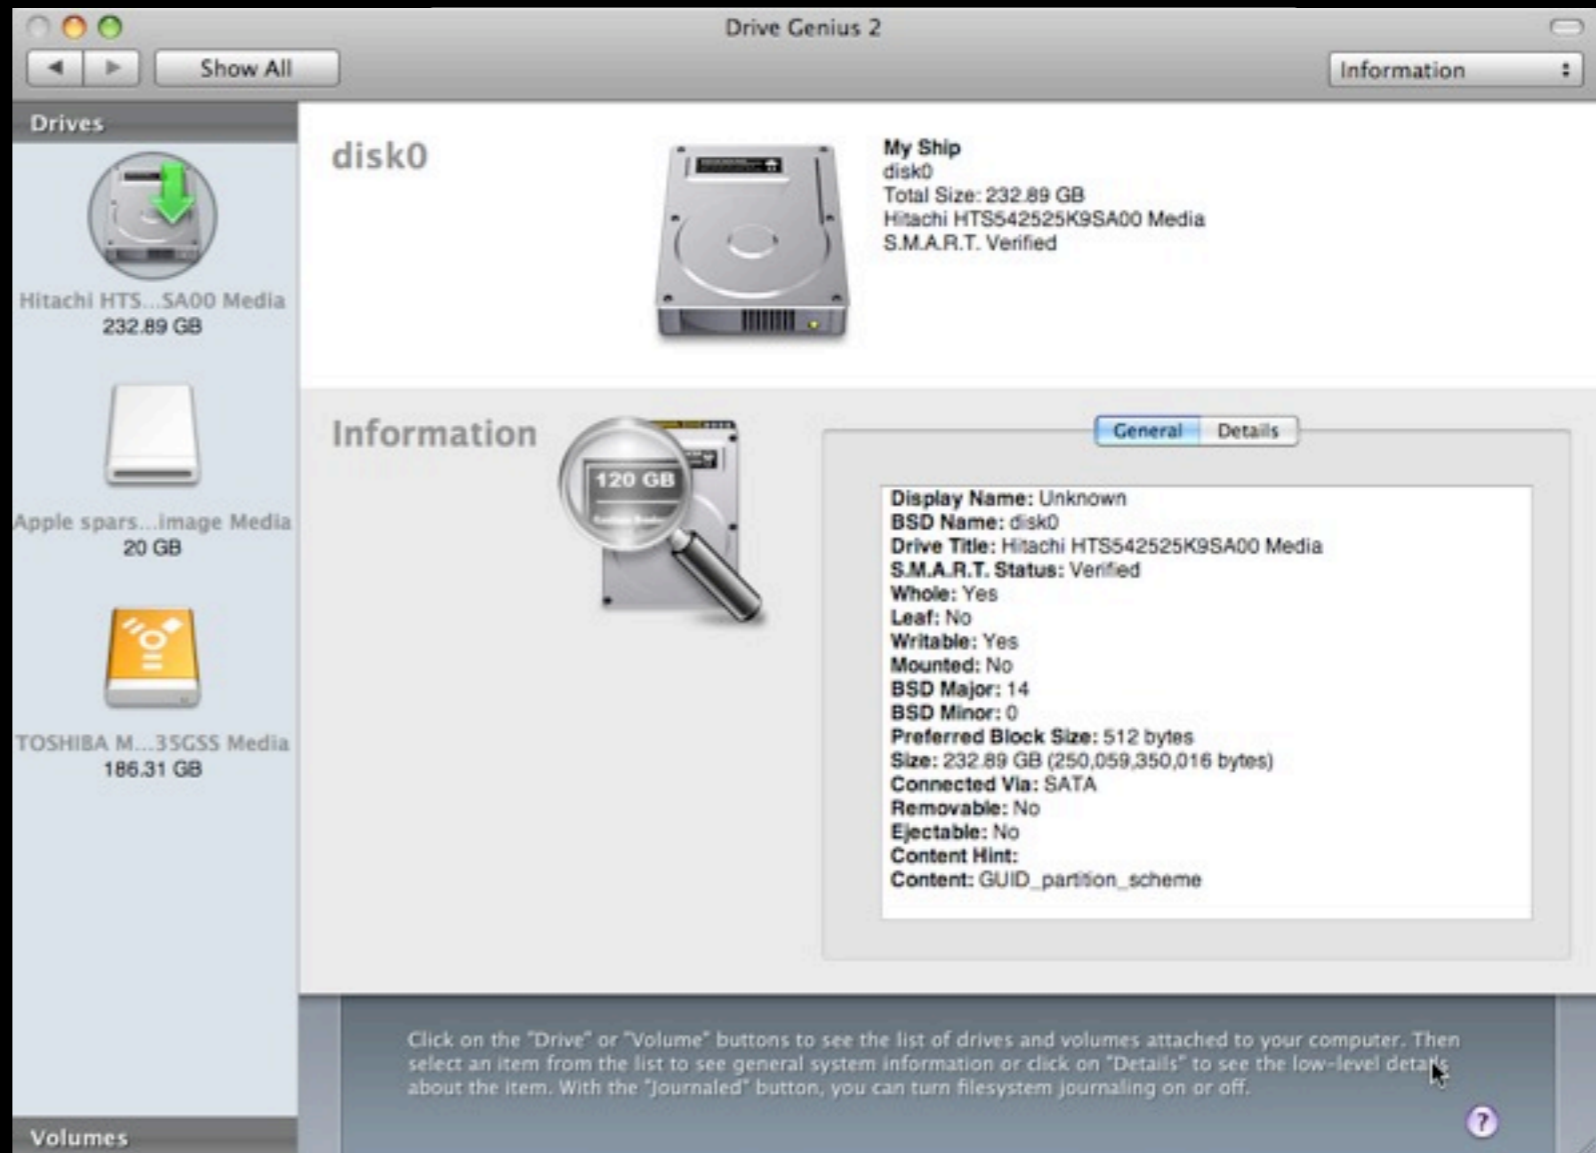 Drive Genius 2
Show All
Information
Drives
Hitachi HTS...SA00 Media
232.89 GB
Apple spars...image Media
20 GB
TOSHIBA M...35GSS Media
186.31 GB
Volumes
disk0
My Ship
disk0
Total Size: 232.89 GB
Hitachi HTS542525K9SA00 Media
S.M.A.R.T. Verified
Information
120 GB
General Details
Display Name: Unknown
BSD Name: disk0
Drive Title: Hitachi HTS542525K9SA00 Media
S.M.A.R.T. Status: Verified
Whole: Yes
Leaf: No
Writable: Yes
Mounted: No
BSD Major: 14
BSD Minor: 0
Preferred Block Size: 512 bytes
Size: 232.89 GB (250,059,350,016 bytes)
Connected Via: SATA
Removable: No
Ejectable: No
Content Hint:
Content: GUID_partition_scheme
Click on the "Drive" or "Volume" buttons to see the list of drives and volumes attached to your computer. Then
select an item from the list to see general system information or click on "Details" to see the low-level details
about the item. With the "Journaled" button, you can turn filesystem journaling on or off.
?